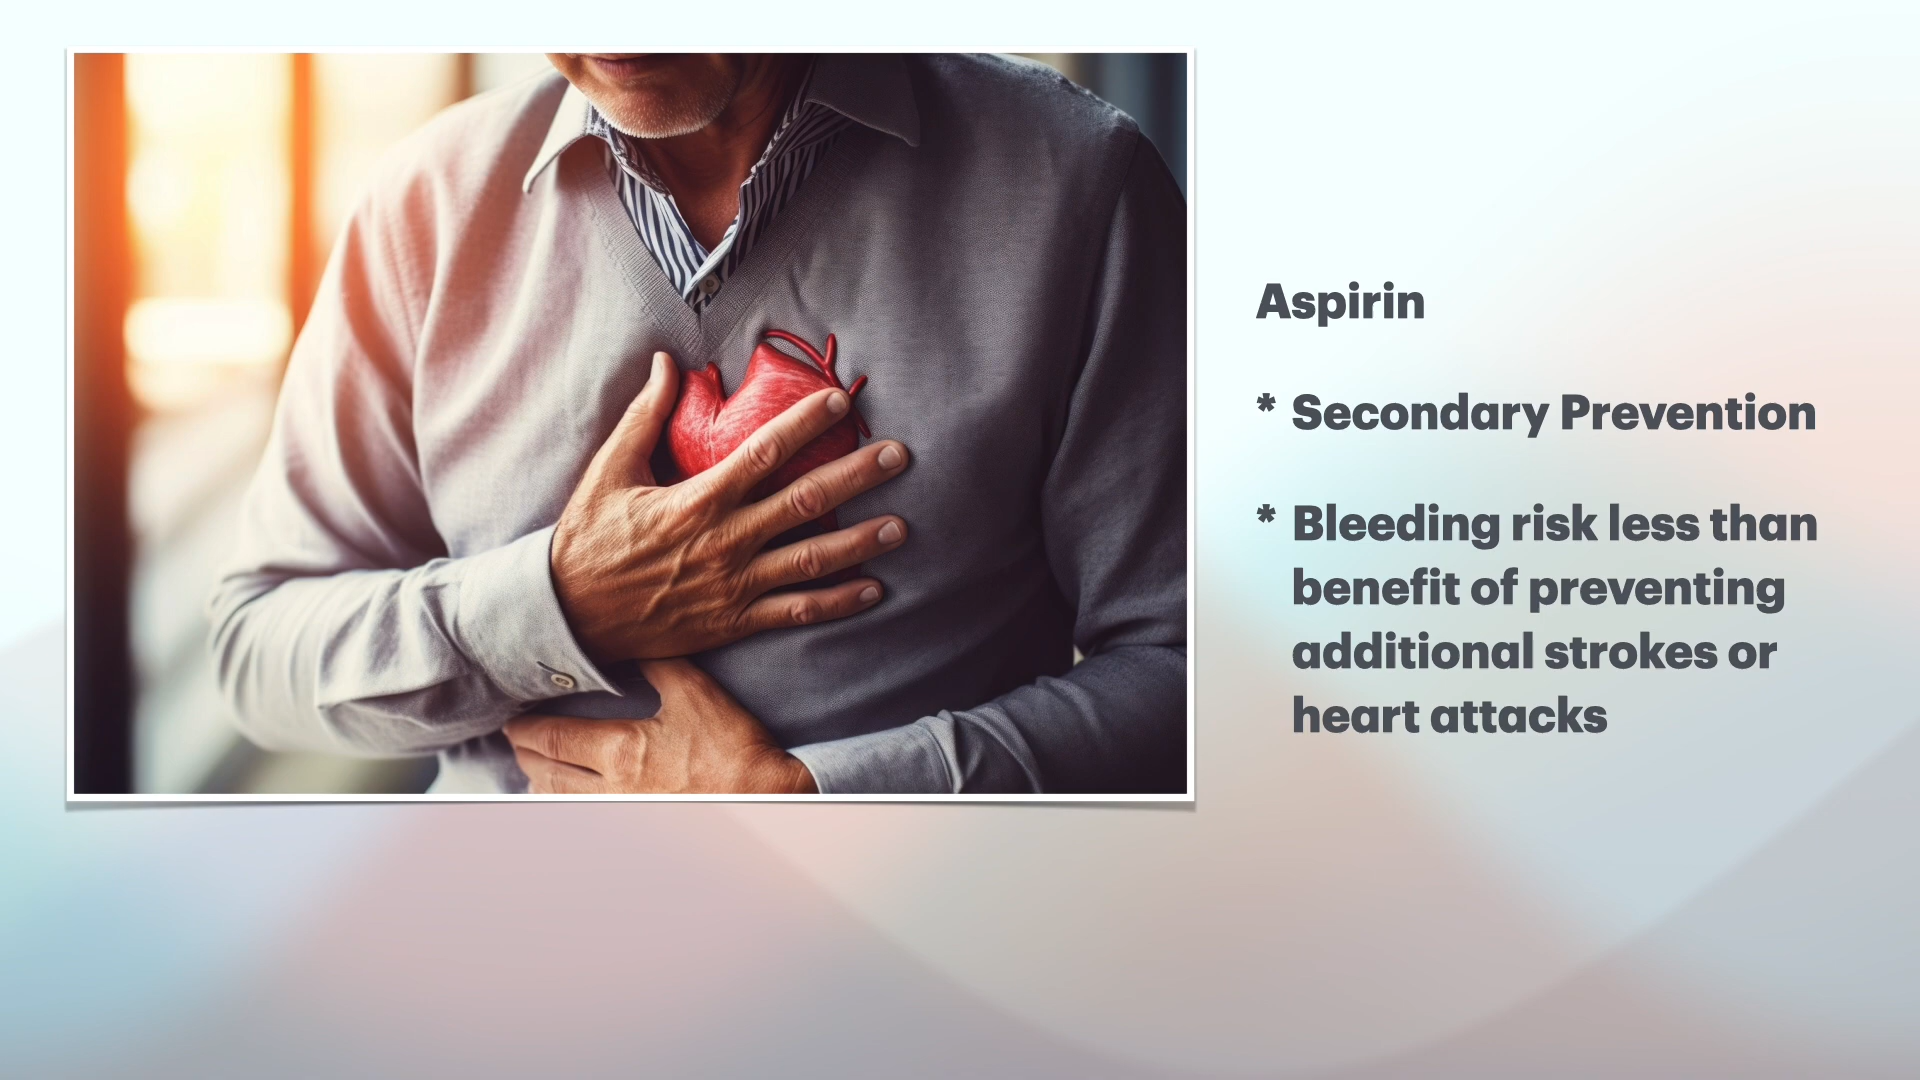 Aspirin
* Secondary Prevention
* Bleeding risk less than
benefit of preventing
additional strokes or
heart attacks